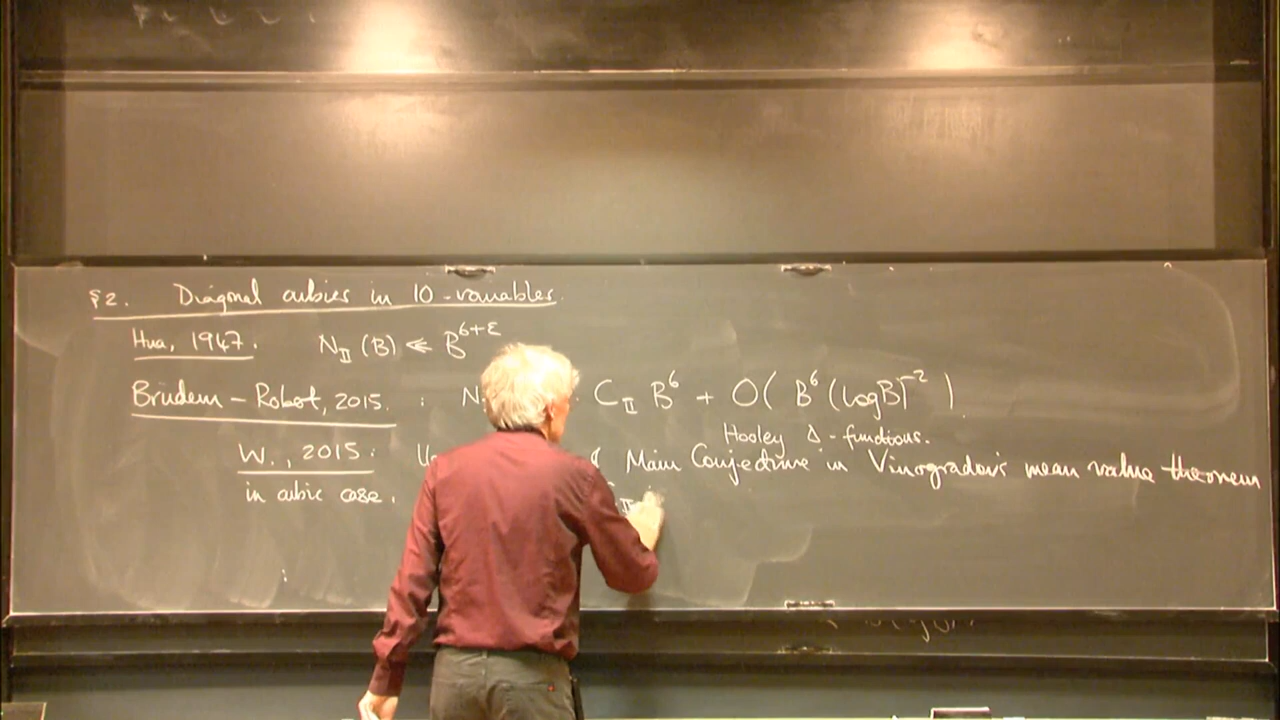 §2. Diagonal cubics in 10-variables.
Hua, 1947. N_II (B) ≪ B^{6+ε}
Brüdern - Robert, 2015. : N C_II B^6 + O( B^6 (log B)^{-2} ).
Hooley Δ-functions.
W., 2015: Main Conjecture in Vinogradov's mean value theorem
in cubic case.